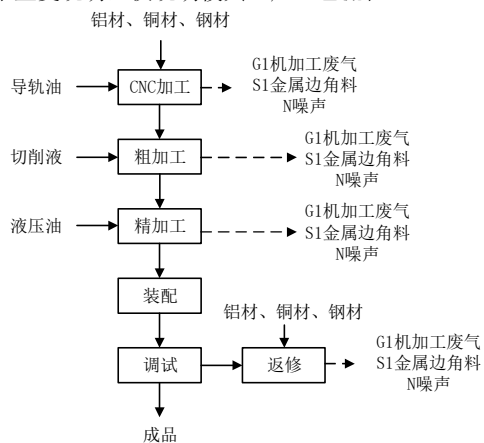 铝材、铜材、钢材
导轨油
CNC加工
G1机加工废气
S1金属边角料
N噪声
切削液
粗加工
G1机加工废气
S1金属边角料
N噪声
液压油
精加工
G1机加工废气
S1金属边角料
N噪声
装配
铝材、铜材、钢材
调试
返修
G1机加工废气
S1金属边角料
N噪声
成品